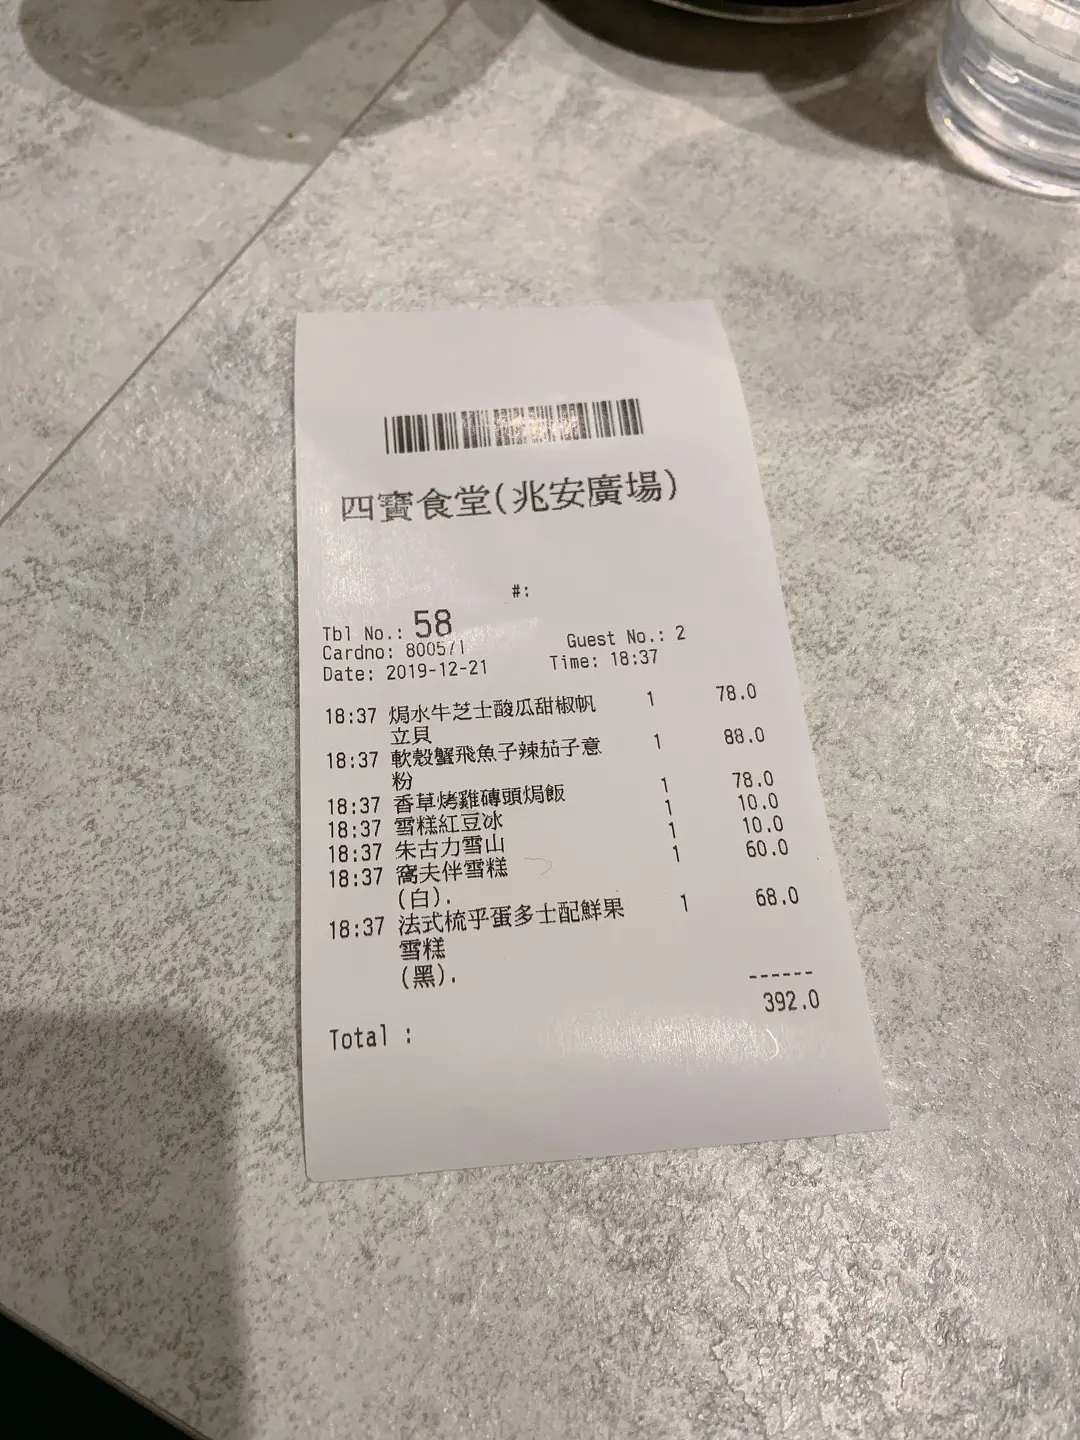 四寶食堂(兆安廣場)
#:
Tbl No.: 58
Guest No.: 2
Cardno: 800571
Date: 2019-12-21 Time: 18:37
18:37 焗水牛芝士酸瓜甜椒帆 1 78.0
立貝
18:37 軟殼蟹飛魚子辣茄子意 1 88.0
粉
18:37 香草烤雞磚頭焗飯 1 78.0
18:37 雪糕紅豆冰 1 10.0
18:37 朱古力雪山 1 10.0
18:37 窩夫伴雪糕 1 60.0
(白).
18:37 法式梳乎蛋多士配鮮果 1 68.0
雪糕
(黑).
------
Total : 392.0